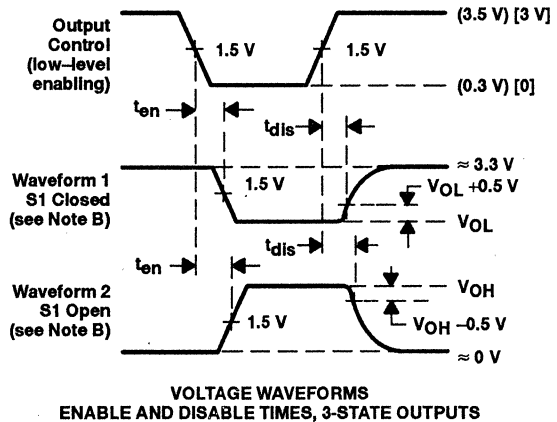 Output
Control
(low–level
enabling)
1.5 V
1.5 V
(3.5 V) [3 V]
(0.3 V) [0]
ten
tdis
Waveform 1
S1 Closed
(see Note B)
1.5 V
≈ 3.3 V
VOL +0.5 V
VOL
ten
tdis
Waveform 2
S1 Open
(see Note B)
1.5 V
VOH
VOH –0.5 V
≈ 0 V
VOLTAGE WAVEFORMS
ENABLE AND DISABLE TIMES, 3-STATE OUTPUTS